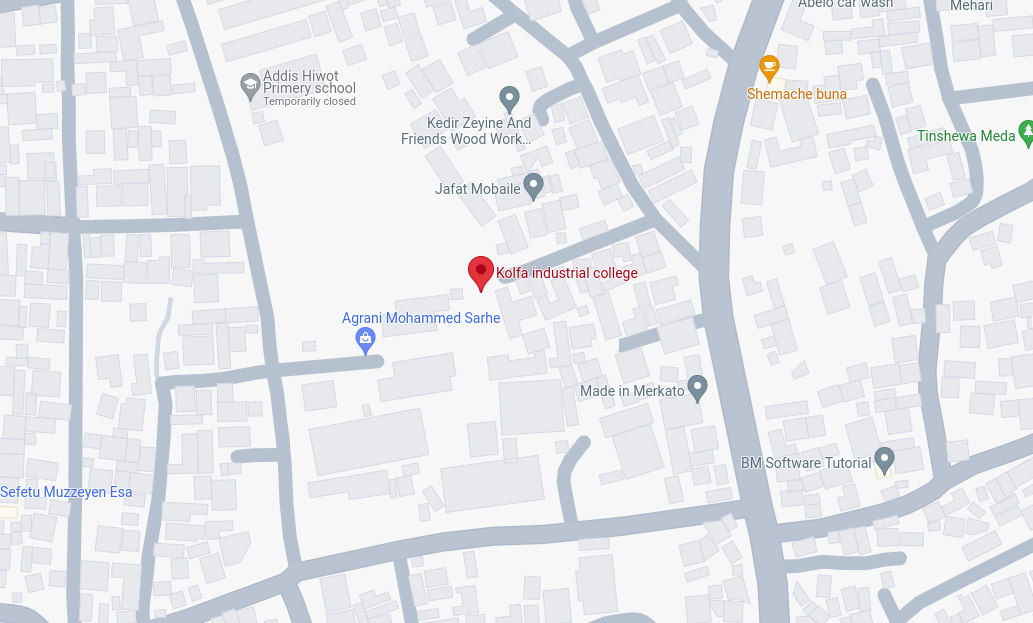 Abelo car wash
Mehari
Addis Hiwot
Primery school
Temporarily closed
Shemache buna
Kedir Zeyine And
Friends Wood Work...
Tinshewa Meda
Jafat Mobaile
Kolfa industrial college
Agrani Mohammed Sarhe
Made in Merkato
BM Software Tutorial
Sefetu Muzzeyen Esa